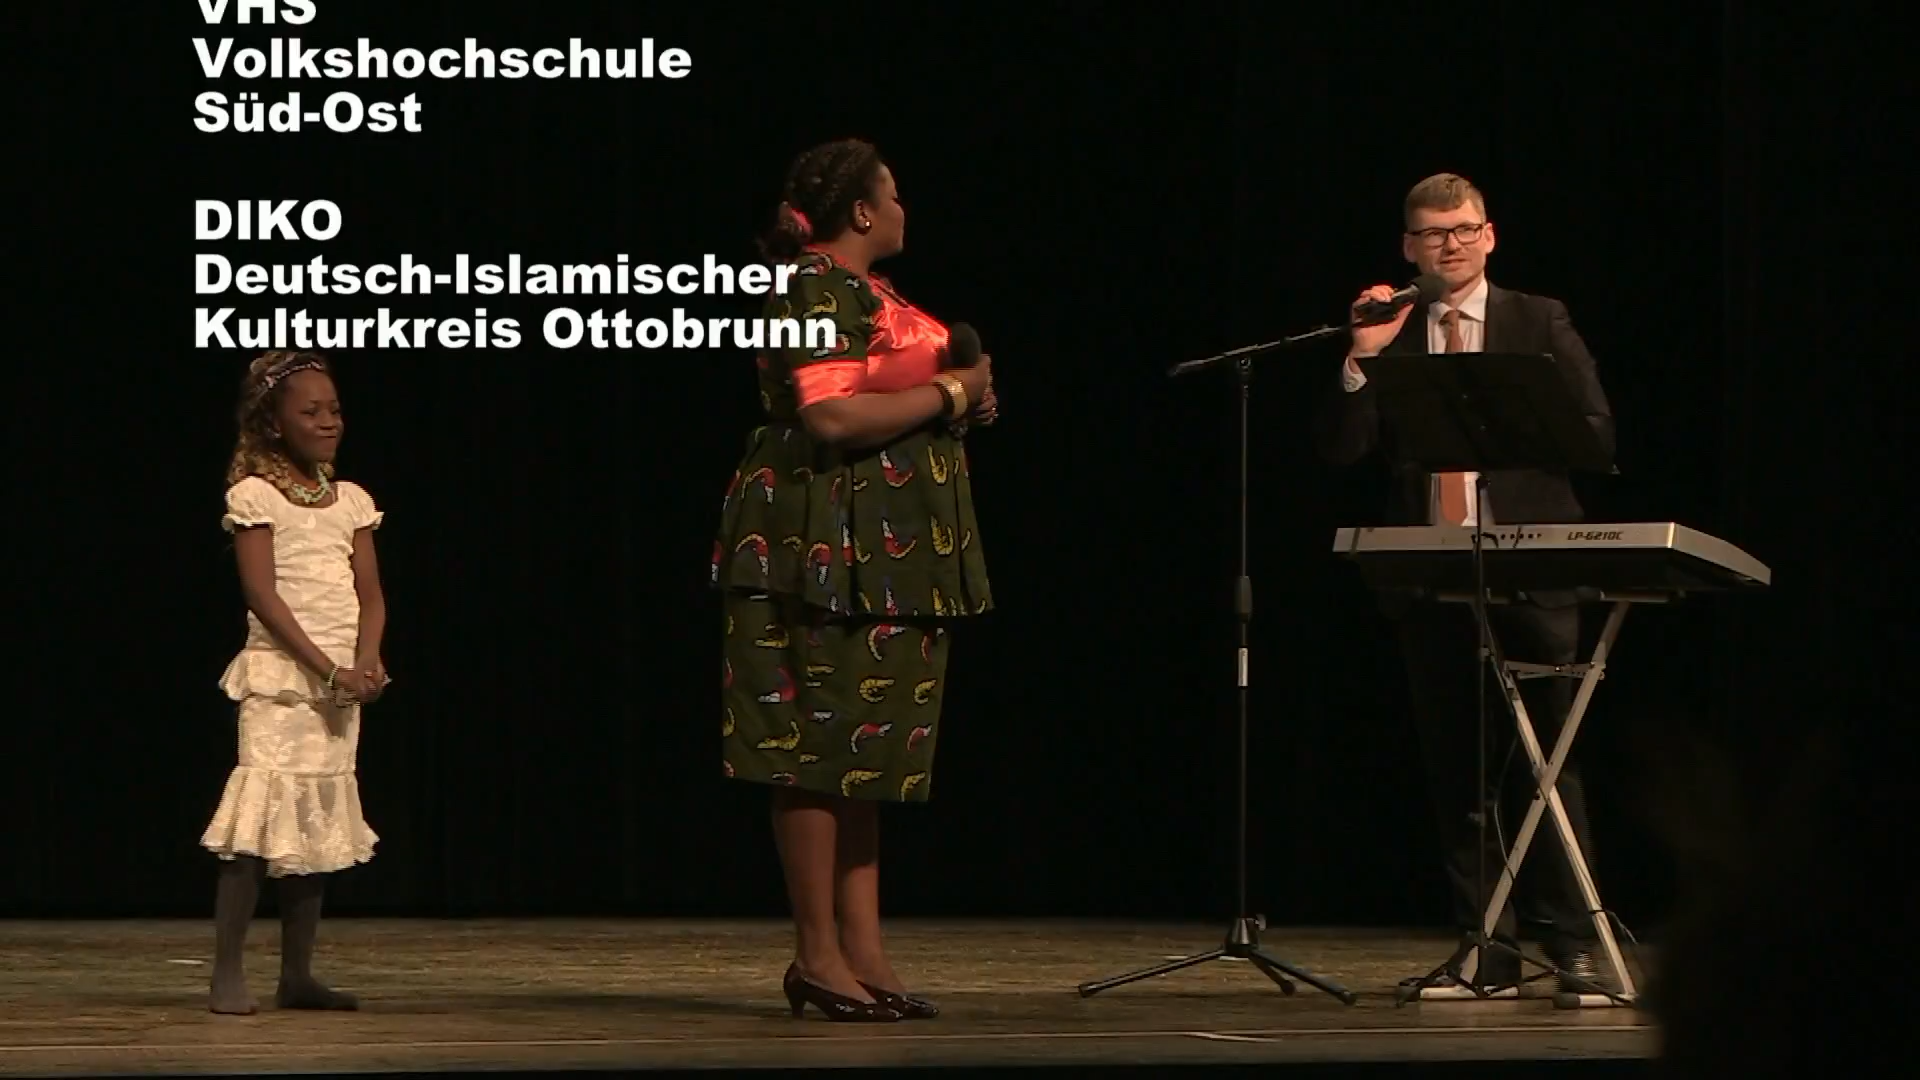 VHS
Volkshochschule
Süd-Ost
DIKO
Deutsch-Islamischer
Kulturkreis Ottobrunn
LP-6210C